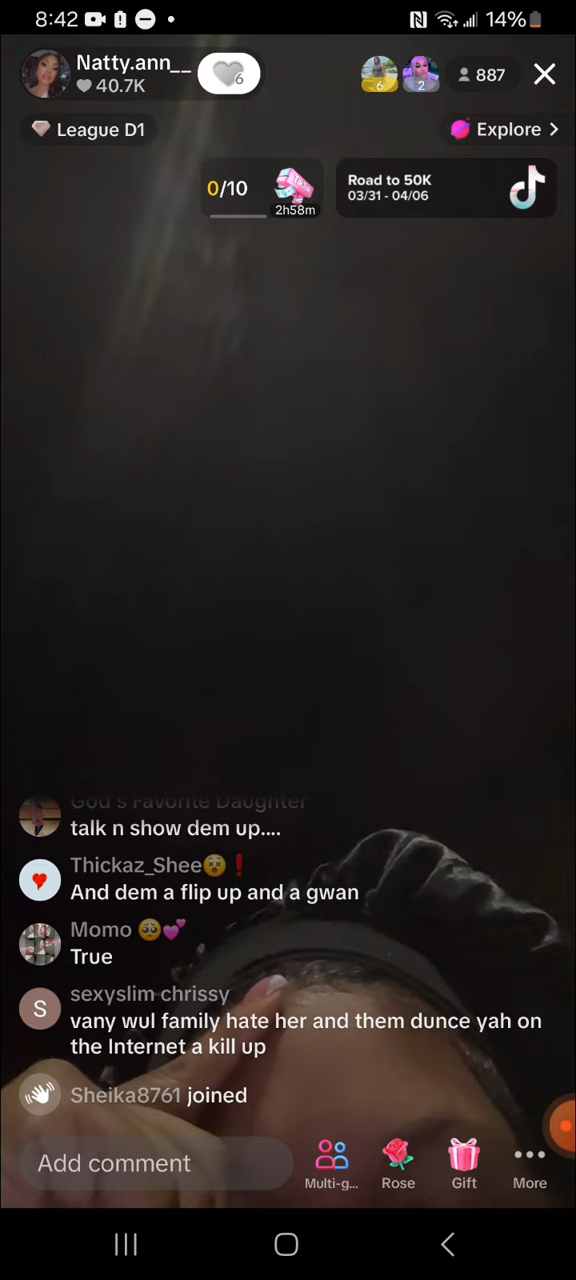 8:42
14%
Natty.ann__
40.7K
6
6
2
887
League D1
Explore >
0/10
2h58m
Road to 50K
03/31 - 04/06
God's Favorite Daughter
talk n show dem up....
Thickaz_Shee😵❗
And dem a flip up and a gwan
Momo 🥺💕
True
S
sexyslim chrissy
vany wul family hate her and them dunce yah on
the Internet a kill up
Sheika8761 joined
Add comment
Multi-g...
Rose
Gift
More